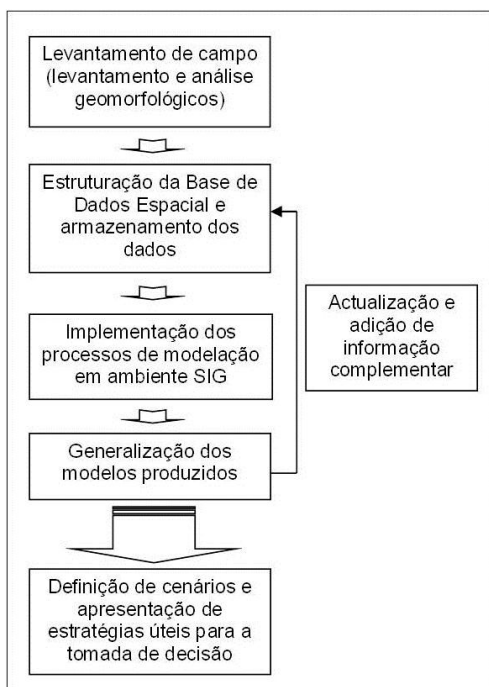 Levantamento de campo
(levantamento e análise
geomorfológicos)
Estruturação da Base de
Dados Espacial e
armazenamento dos
dados
Implementação dos
processos de modelação
em ambiente SIG
Generalização dos
modelos produzidos
Actualização e
adição de
informação
complementar
Definição de cenários e
apresentação de
estratégias úteis para a
tomada de decisão